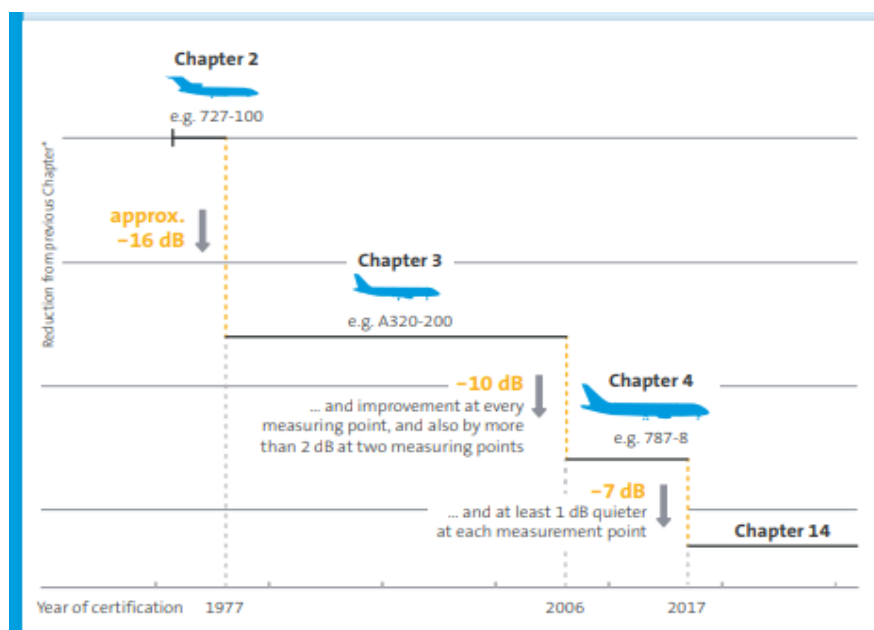 Chapter 2
e.g. 727-100
Reduction from previous Chapter*
approx.
−16 dB
Chapter 3
e.g. A320-200
−10 dB
... and improvement at every
measuring point, and also by more
than 2 dB at two measuring points
Chapter 4
e.g. 787-8
−7 dB
... and at least 1 dB quieter
at each measurement point
Chapter 14
Year of certification 1977 2006 2017